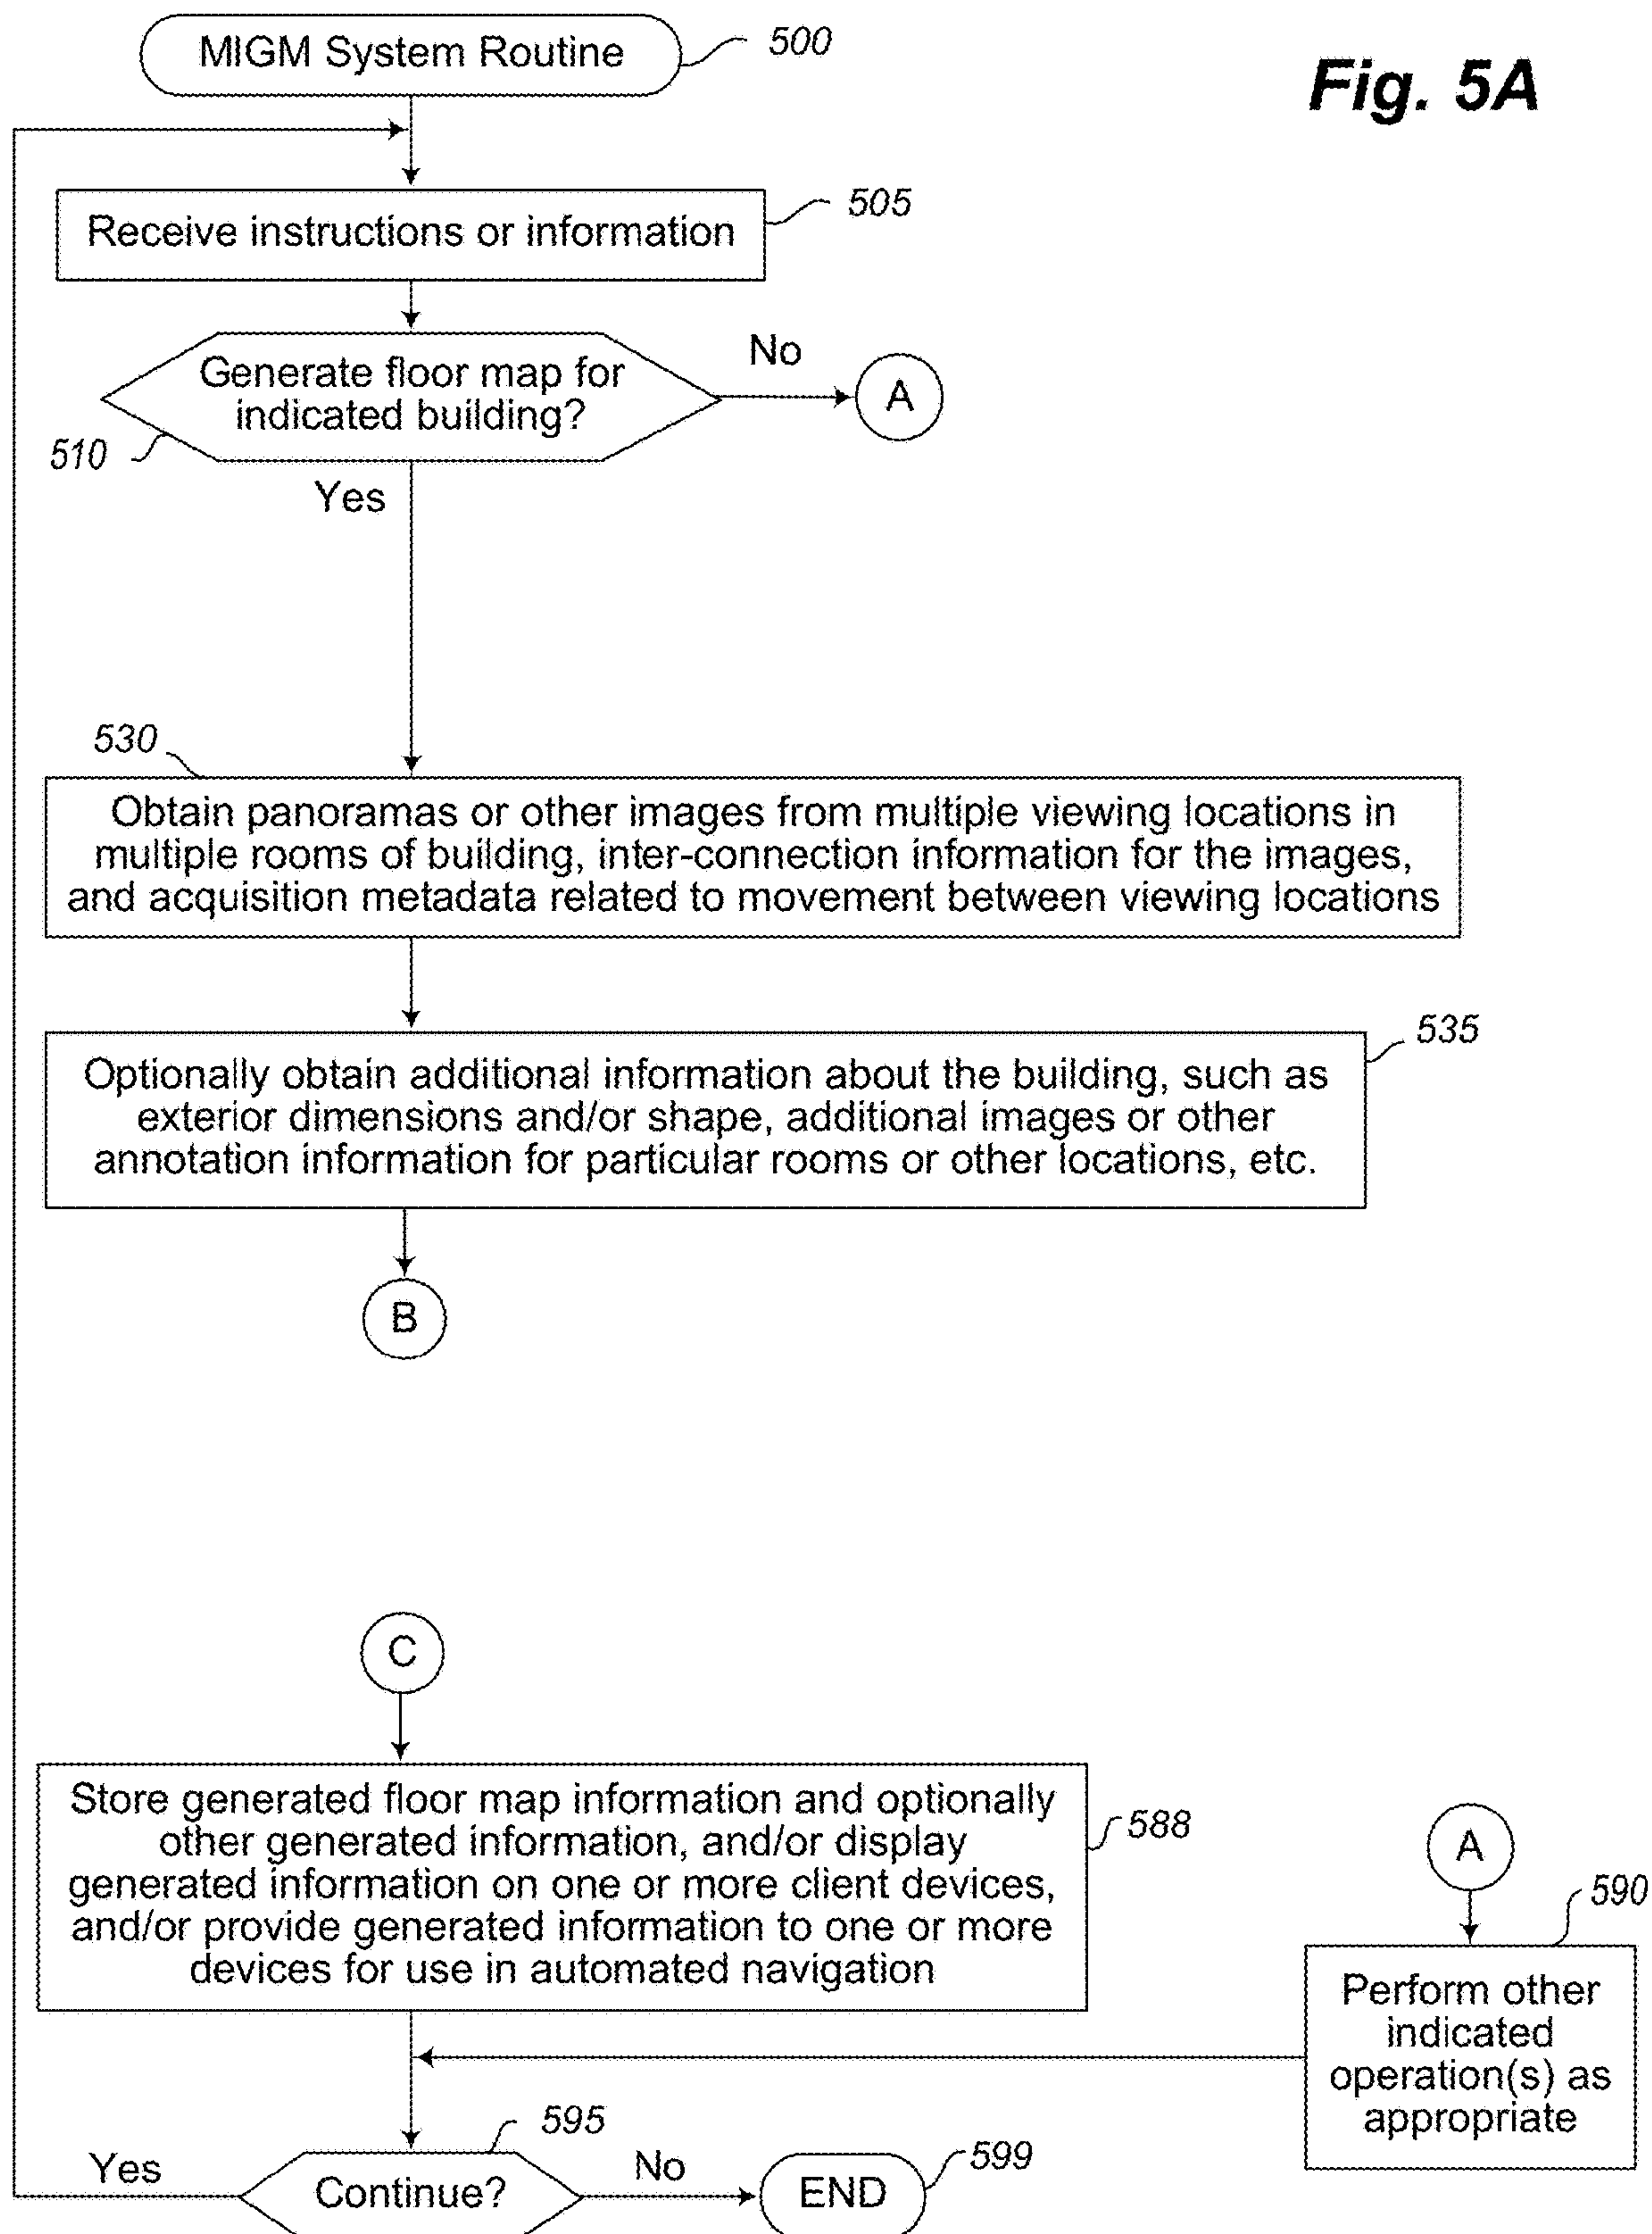 MIGM System Routine
500
Fig. 5A
Receive instructions or information
505
Generate floor map for
indicated building?
510
No
A
Yes
530
Obtain panoramas or other images from multiple viewing locations in
multiple rooms of building, inter-connection information for the images,
and acquisition metadata related to movement between viewing locations
535
Optionally obtain additional information about the building, such as
exterior dimensions and/or shape, additional images or other
annotation information for particular rooms or other locations, etc.
B
C
Store generated floor map information and optionally
other generated information, and/or display
generated information on one or more client devices,
and/or provide generated information to one or more
devices for use in automated navigation
588
A
590
Perform other
indicated
operation(s) as
appropriate
595
Yes
Continue?
No
END
599